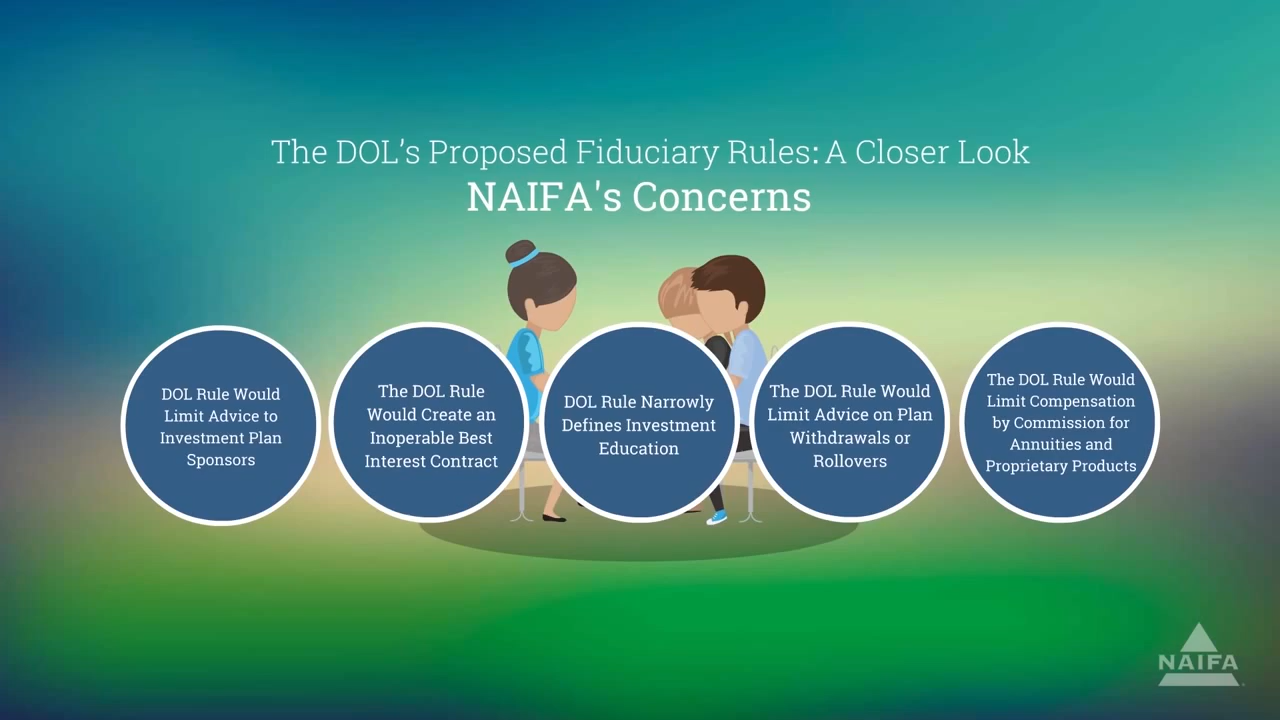 The DOL’s Proposed Fiduciary Rules: A Closer Look
NAIFA's Concerns
DOL Rule Would
Limit Advice to
Investment Plan
Sponsors
The DOL Rule
Would Create an
Inoperable Best
Interest Contract
DOL Rule Narrowly
Defines Investment
Education
The DOL Rule Would
Limit Advice on Plan
Withdrawals or
Rollovers
The DOL Rule Would
Limit Compensation
by Commission for
Annuities and
Proprietary Products
NAIFA